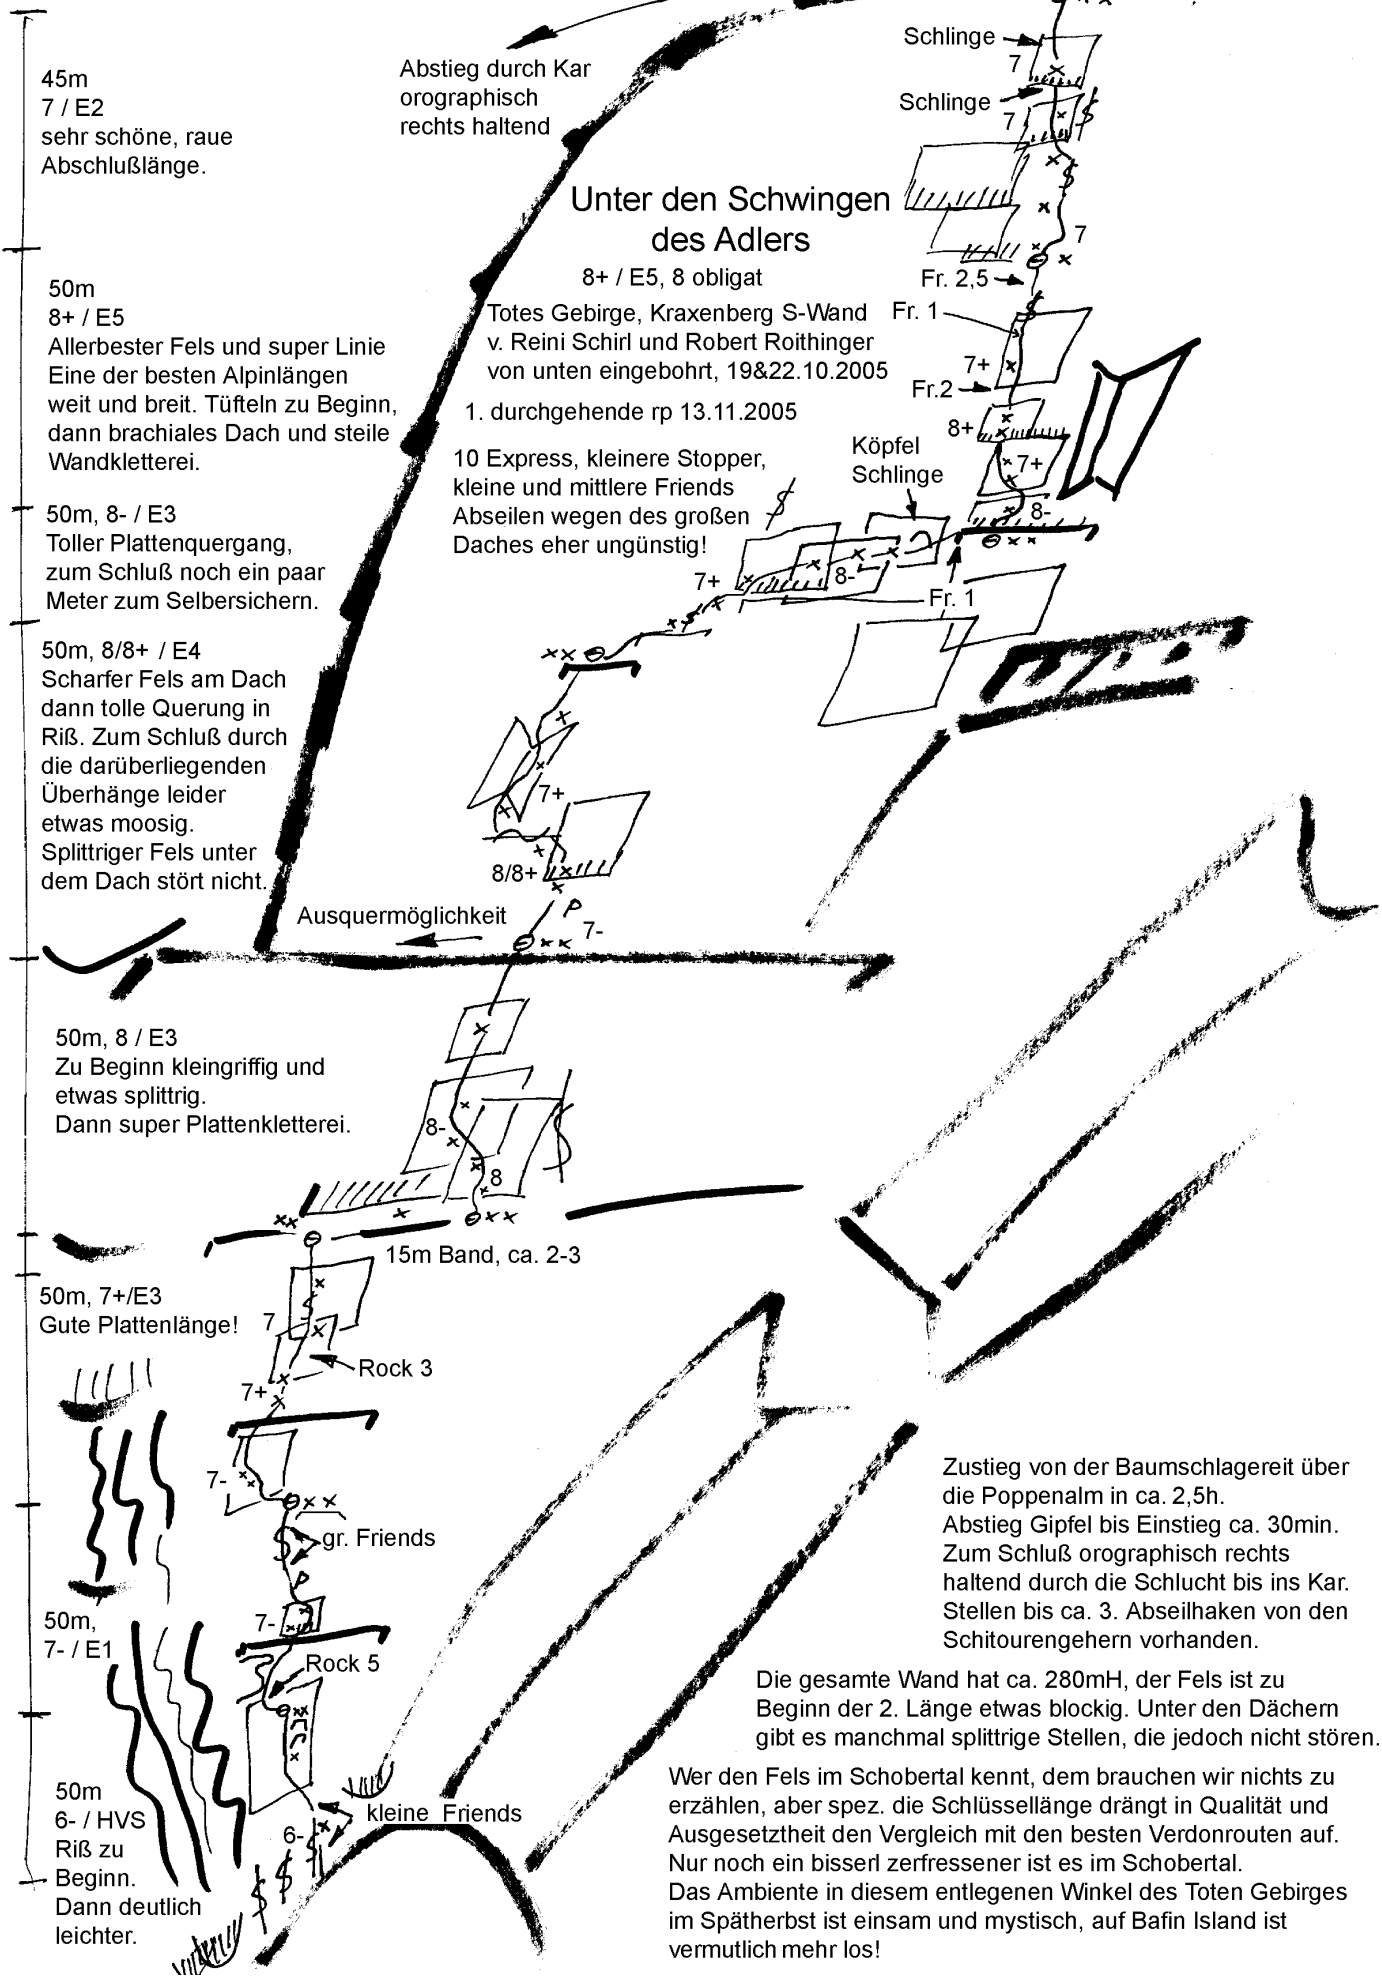 Schlinge
7
Schlinge
7
45m
7 / E2
sehr schöne, raue
Abschlußlänge.
Abstieg durch Kar
orographisch
rechts haltend
Unter den Schwingen
des Adlers
8+ / E5, 8 obligat
Totes Gebirge, Kraxenberg S-Wand
v. Reini Schirl und Robert Roithinger
von unten eingebohrt, 19&22.10.2005
1. durchgehende rp 13.11.2005
10 Express, kleinere Stopper,
kleine und mittlere Friends
Abseilen wegen des großen
Daches eher ungünstig!
7
Fr. 2,5
Fr. 1
7+
Fr.2
8+
7+
8-
Köpfel
Schlinge
7+
8-
Fr. 1
50m
8+ / E5
Allerbester Fels und super Linie
Eine der besten Alpinlängen
weit und breit. Tüfteln zu Beginn,
dann brachiales Dach und steile
Wandkletterei.
50m, 8- / E3
Toller Plattenquergang,
zum Schluß noch ein paar
Meter zum Selbersichern.
50m, 8/8+ / E4
Scharfer Fels am Dach
dann tolle Querung in
Riß. Zum Schluß durch
die darüberliegenden
Überhänge leider
etwas moosig.
Splittriger Fels unter
dem Dach stört nicht.
7+
8/8+
P
7-
Ausquermöglichkeit
50m, 8 / E3
Zu Beginn kleingriffig und
etwas splittrig.
Dann super Plattenkletterei.
8-
8
15m Band, ca. 2-3
50m, 7+/E3
Gute Plattenlänge!
7
Rock 3
7+
7-
gr. Friends
P
7-
50m,
7- / E1
Rock 5
50m
6- / HVS
Riß zu
Beginn.
Dann deutlich
leichter.
kleine Friends
6-
Zustieg von der Baumschlagereit über
die Poppenalm in ca. 2,5h.
Abstieg Gipfel bis Einstieg ca. 30min.
Zum Schluß orographisch rechts
haltend durch die Schlucht bis ins Kar.
Stellen bis ca. 3. Abseilhaken von den
Schitourengehern vorhanden.
Die gesamte Wand hat ca. 280mH, der Fels ist zu
Beginn der 2. Länge etwas blockig. Unter den Dächern
gibt es manchmal splittrige Stellen, die jedoch nicht stören.
Wer den Fels im Schobertal kennt, dem brauchen wir nichts zu
erzählen, aber spez. die Schlüssellänge drängt in Qualität und
Ausgesetztheit den Vergleich mit den besten Verdonrouten auf.
Nur noch ein bisserl zerfressener ist es im Schobertal.
Das Ambiente in diesem entlegenen Winkel des Toten Gebirges
im Spätherbst ist einsam und mystisch, auf Bafin Island ist
vermutlich mehr los!